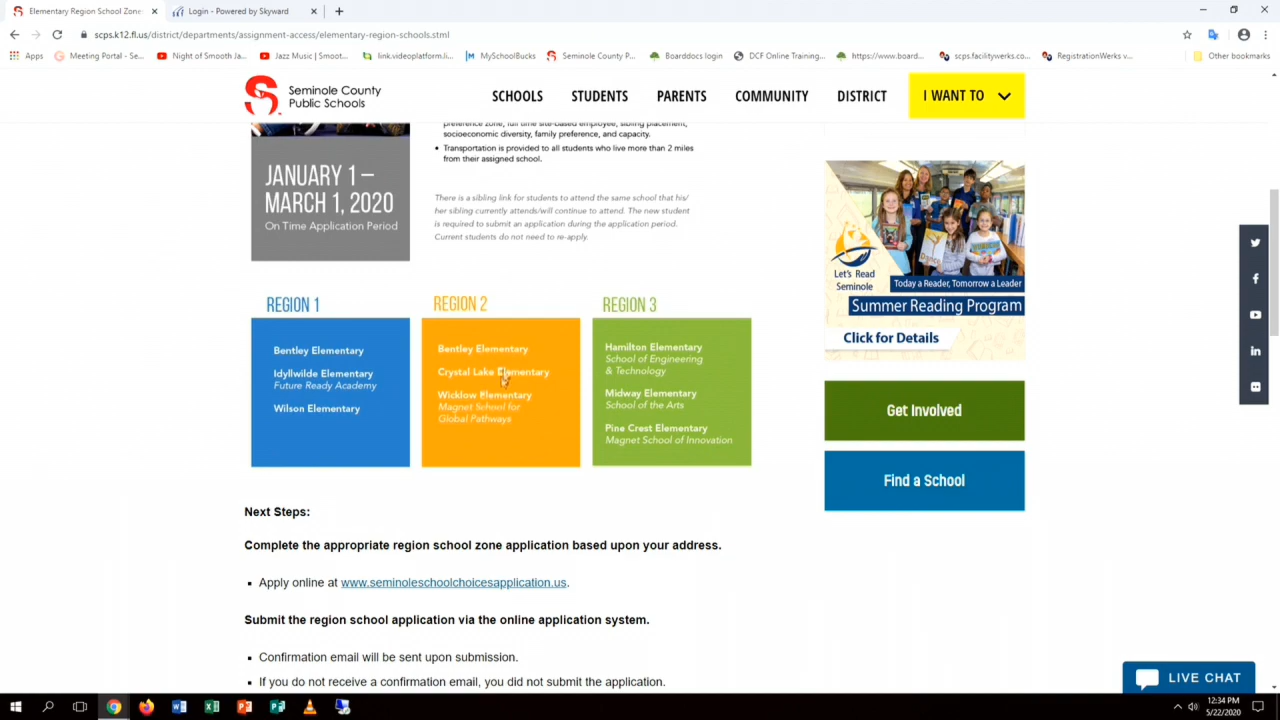 Elementary Region School Zone
Login - Powered by Skyward
scps.k12.fl.us/district/departments/assignment-access/elementary-region-schools.stml
Apps
Meeting Portal - Se...
Night of Smooth Ja...
Jazz Music | Smoot...
link.videoplatform.li...
MySchoolBucks
Seminole County P...
Boarddocs login
DCF Online Training...
https://www.board...
scps.facilitywerks.co...
RegistrationWerks v...
Other bookmarks
Seminole County
Public Schools
SCHOOLS
STUDENTS
PARENTS
COMMUNITY
DISTRICT
I WANT TO
preference zone, full time site-based employee, sibling placement,
socioeconomic diversity, family preference, and capacity.
• Transportation is provided to all students who live more than 2 miles
from their assigned school.
JANUARY 1 –
MARCH 1, 2020
On Time Application Period
There is a sibling link for students to attend the same school that his/
her sibling currently attends/will continue to attend. The new student
is required to submit an application during the application period.
Current students do not need to re-apply.
REGION 1
Bentley Elementary
Idyllwilde Elementary
Future Ready Academy
Wilson Elementary
REGION 2
Bentley Elementary
Crystal Lake Elementary
Wicklow Elementary
Magnet School for
Global Pathways
REGION 3
Hamilton Elementary
School of Engineering
& Technology
Midway Elementary
School of the Arts
Pine Crest Elementary
Magnet School of Innovation
Let's Read
Seminole
Today a Reader, Tomorrow a Leader
Summer Reading Program
Click for Details
Get Involved
Find a School
Next Steps:
Complete the appropriate region school zone application based upon your address.
▪ Apply online at www.seminoleschoolchoicesapplication.us.
Submit the region school application via the online application system.
▪ Confirmation email will be sent upon submission.
▪ If you do not receive a confirmation email, you did not submit the application.
LIVE CHAT
12:34 PM
5/22/2020